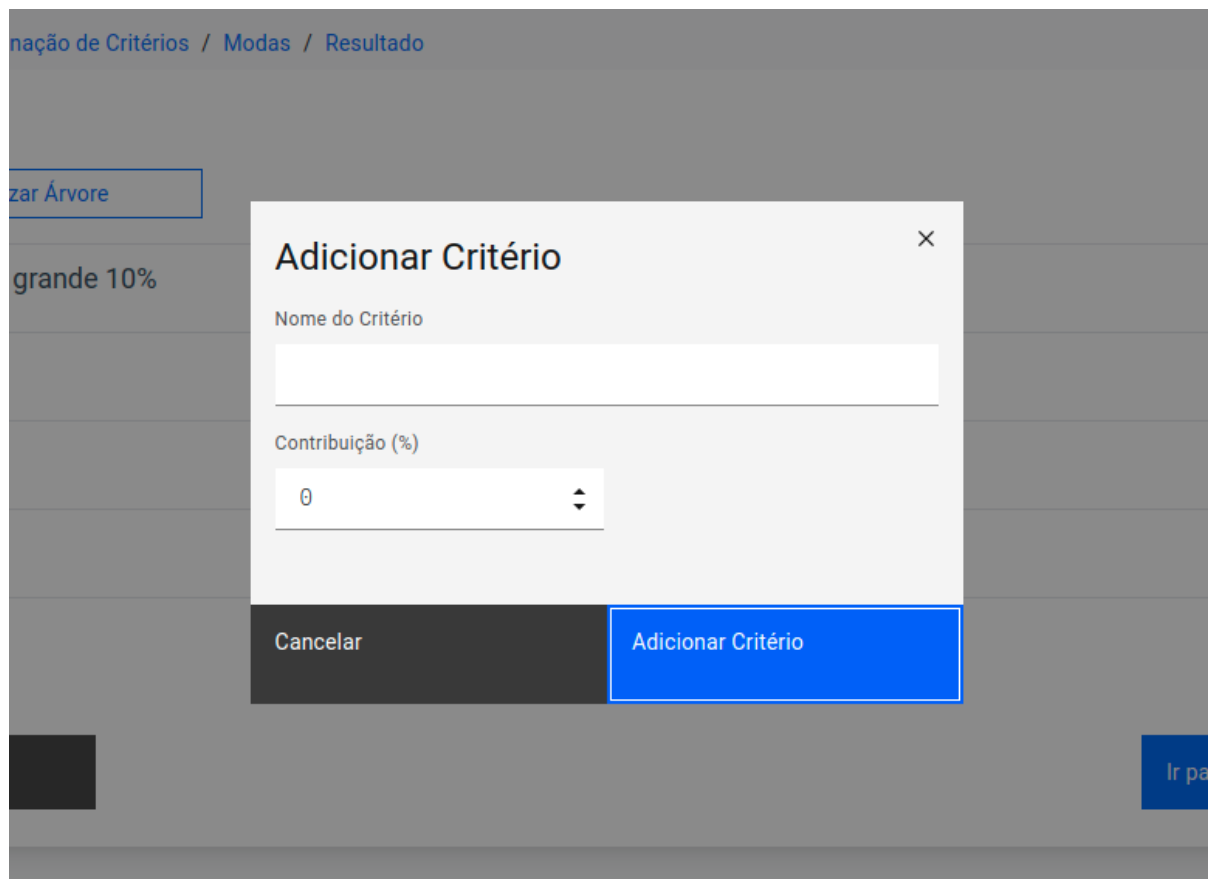 nação de Critérios / Modas / Resultado
zar Árvore
grande 10%
Adicionar Critério
Nome do Critério
Contribuição (%)
0
Cancelar
Adicionar Critério
Ir pa